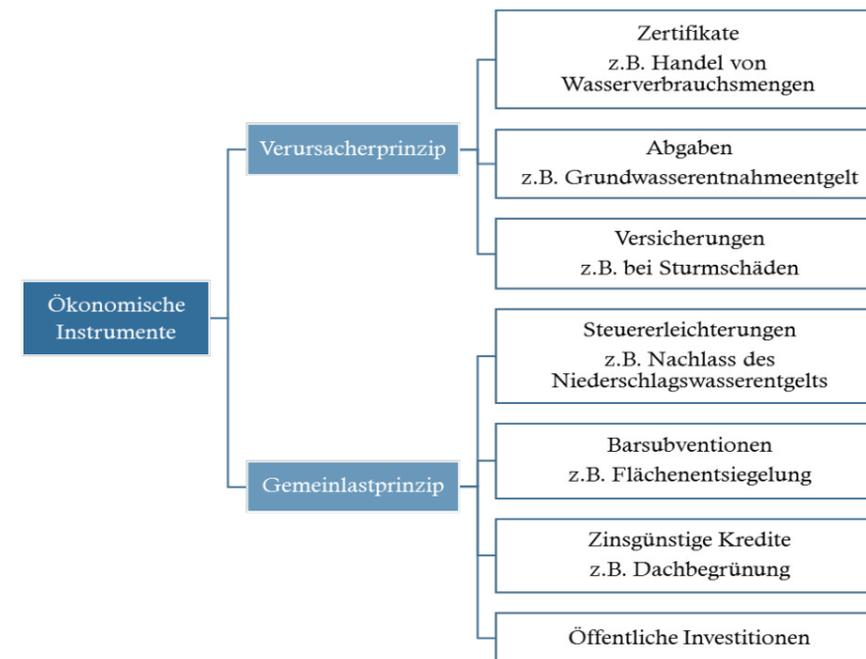 Ökonomische
Instrumente
Verursacherprinzip
Zertifikate
z.B. Handel von
Wasserverbrauchsmengen
Abgaben
z.B. Grundwasserentnahmeentgelt
Versicherungen
z.B. bei Sturmschäden
Gemeinlastprinzip
Steuererleichterungen
z.B. Nachlass des
Niederschlagswasserentgelts
Barsubventionen
z.B. Flächenentsiegelung
Zinsgünstige Kredite
z.B. Dachbegrünung
Öffentliche Investitionen